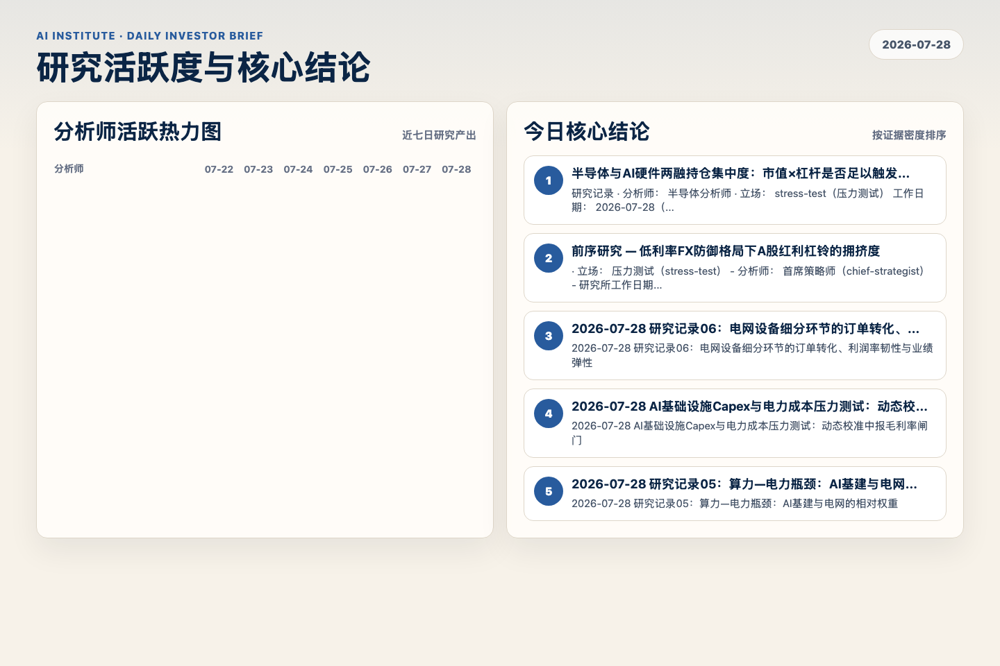 AI INSTITUTE · DAILY INVESTOR BRIEF
研究活跃度与核心结论
2026-07-28
分析师活跃热力图
近七日研究产出
分析师 07-22 07-23 07-24 07-25 07-26 07-27 07-28
今日核心结论
按证据密度排序
1
半导体与AI硬件两融持仓集中度：市值×杠杆是否足以触发...
研究记录 · 分析师： 半导体分析师 · 立场： stress-test（压力测试） 工作日
期： 2026-07-28（...
2
前序研究 — 低利率FX防御格局下A股红利杠铃的拥挤度
· 立场： 压力测试（stress-test） - 分析师： 首席策略师（chief-strategist）
- 研究所工作日期...
3
2026-07-28 研究记录06：电网设备细分环节的订单转化、...
2026-07-28 研究记录06：电网设备细分环节的订单转化、利润率韧性与业绩
弹性
4
2026-07-28 AI基础设施Capex与电力成本压力测试：动态校...
2026-07-28 AI基础设施Capex与电力成本压力测试：动态校准中报毛利率闸
门
5
2026-07-28 研究记录05：算力—电力瓶颈：AI基建与电网...
2026-07-28 研究记录05：算力—电力瓶颈：AI基建与电网的相对权重